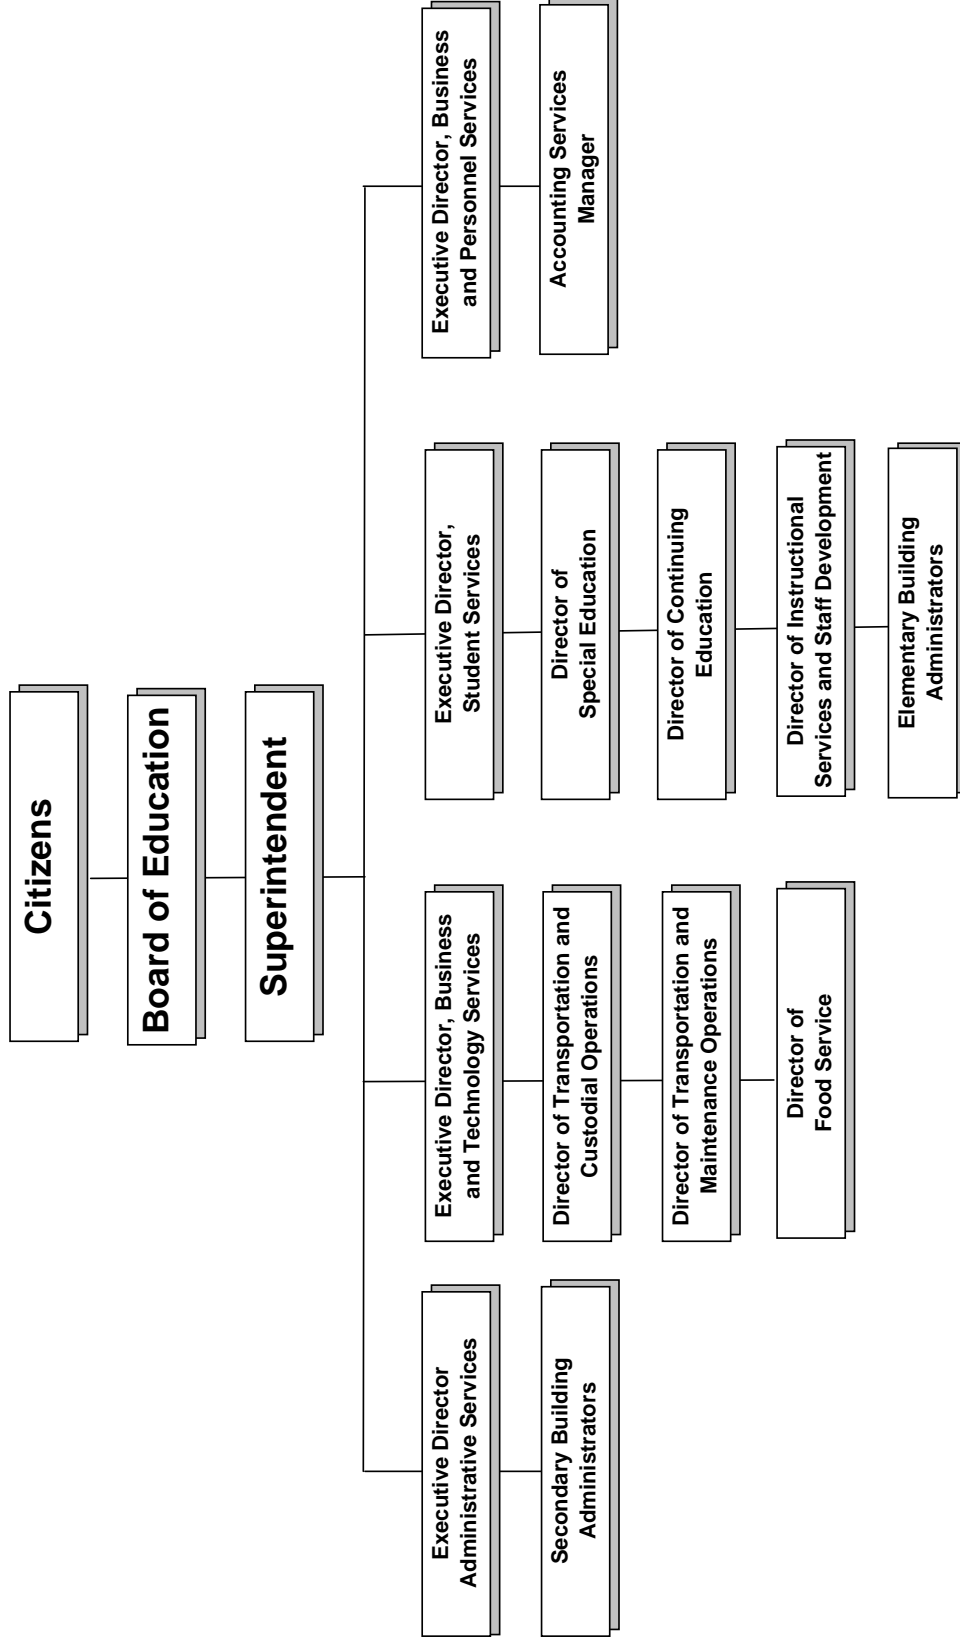 Citizens
Board of Education
Superintendent
Executive Director
Administrative Services
Secondary Building
Administrators
Executive Director, Business
and Technology Services
Director of Transportation and
Custodial Operations
Director of Transportation and
Maintenance Operations
Director of
Food Service
Executive Director,
Student Services
Director of
Special Education
Director of Continuing
Education
Director of Instructional
Services and Staff Development
Elementary Building
Administrators
Executive Director, Business
and Personnel Services
Accounting Services
Manager